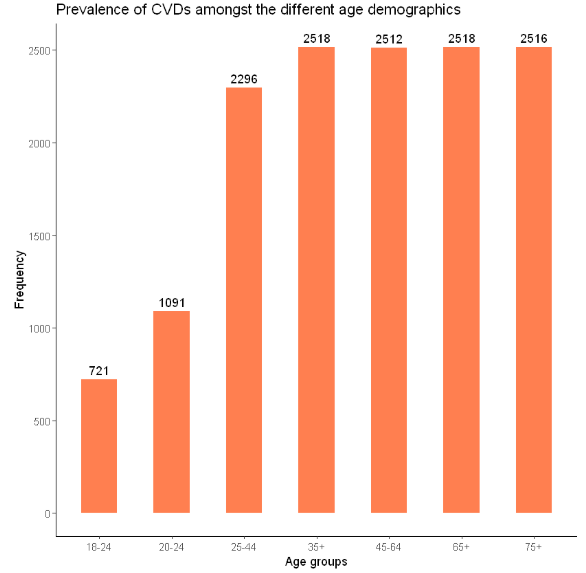 Prevalence of CVDs amongst the different age demographics
2518 2512 2518 2516
2500
2296
2000
1500
Frequency
1091
1000
721
500
0
18-24 20-24 25-44 35+ 45-64 65+ 75+
Age groups